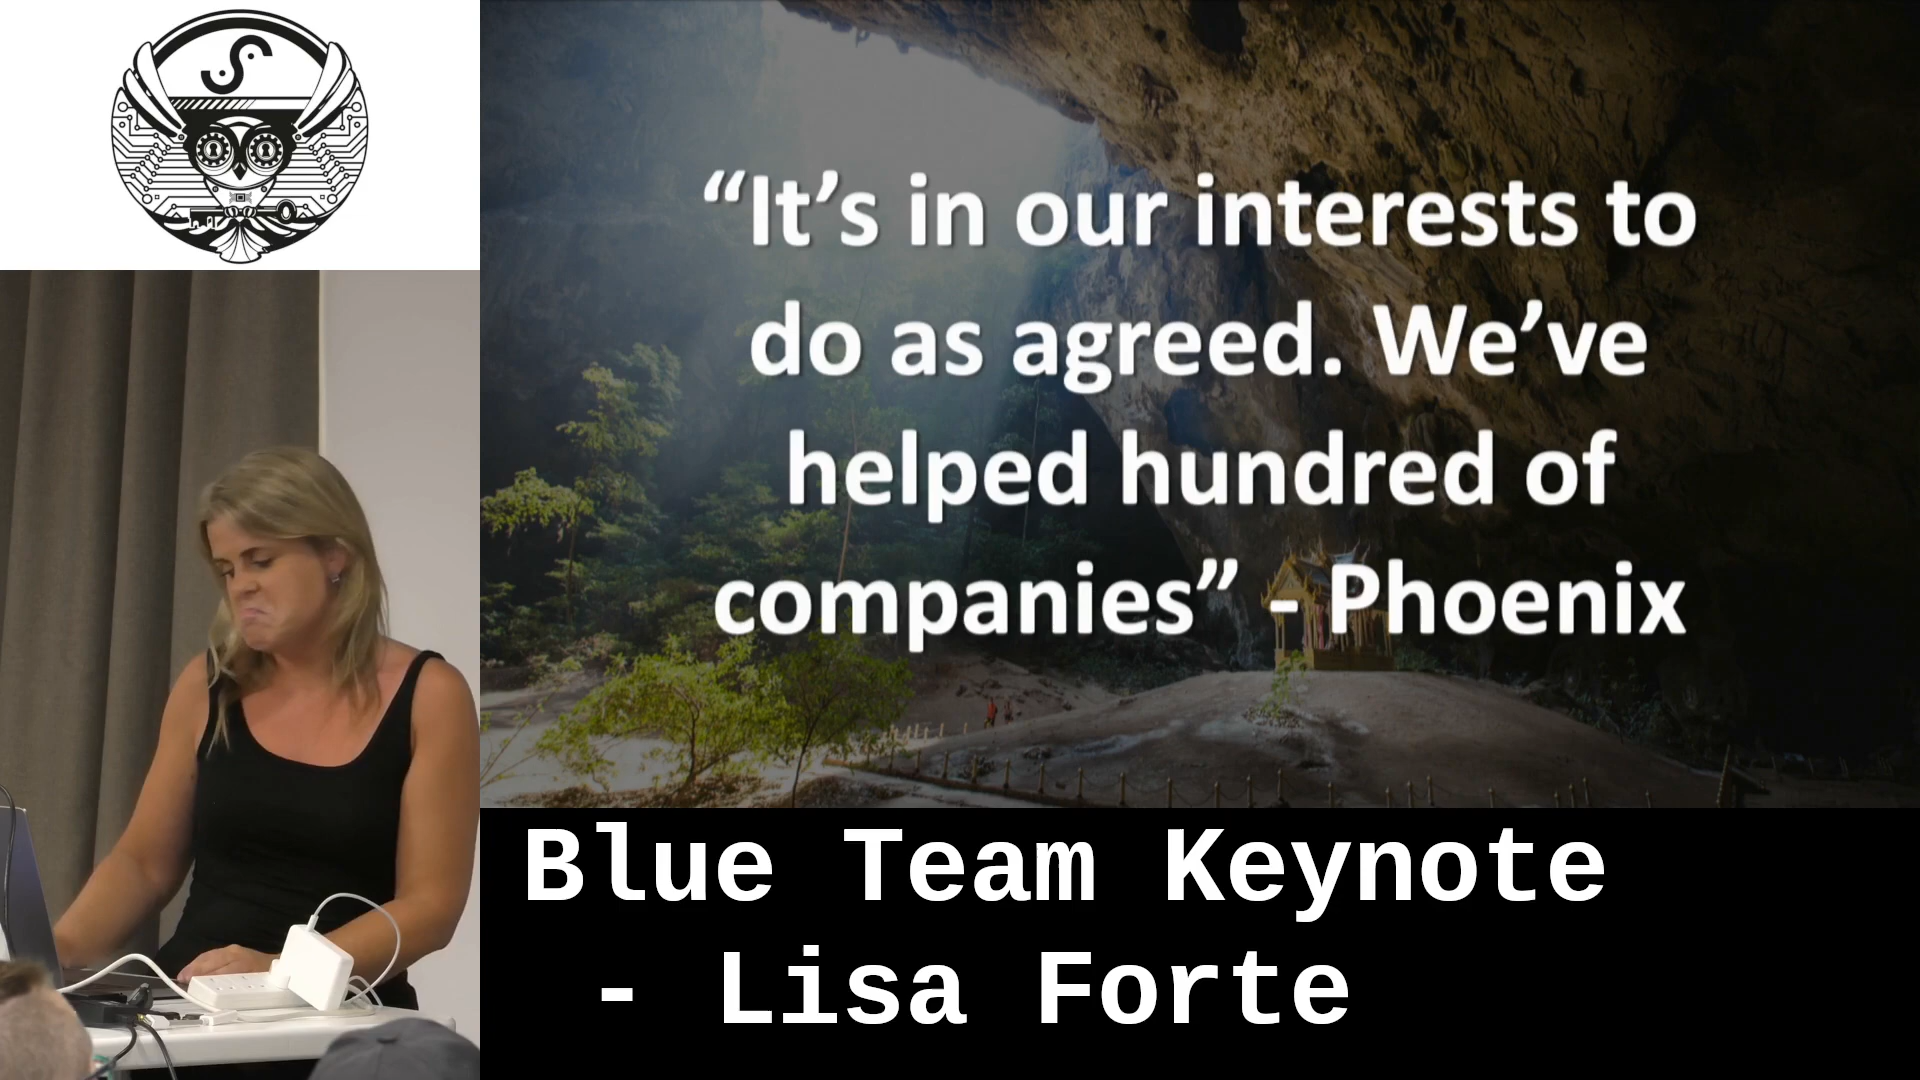 “It’s in our interests to
do as agreed. We’ve
helped hundred of
companies” - Phoenix
Blue Team Keynote
- Lisa Forte